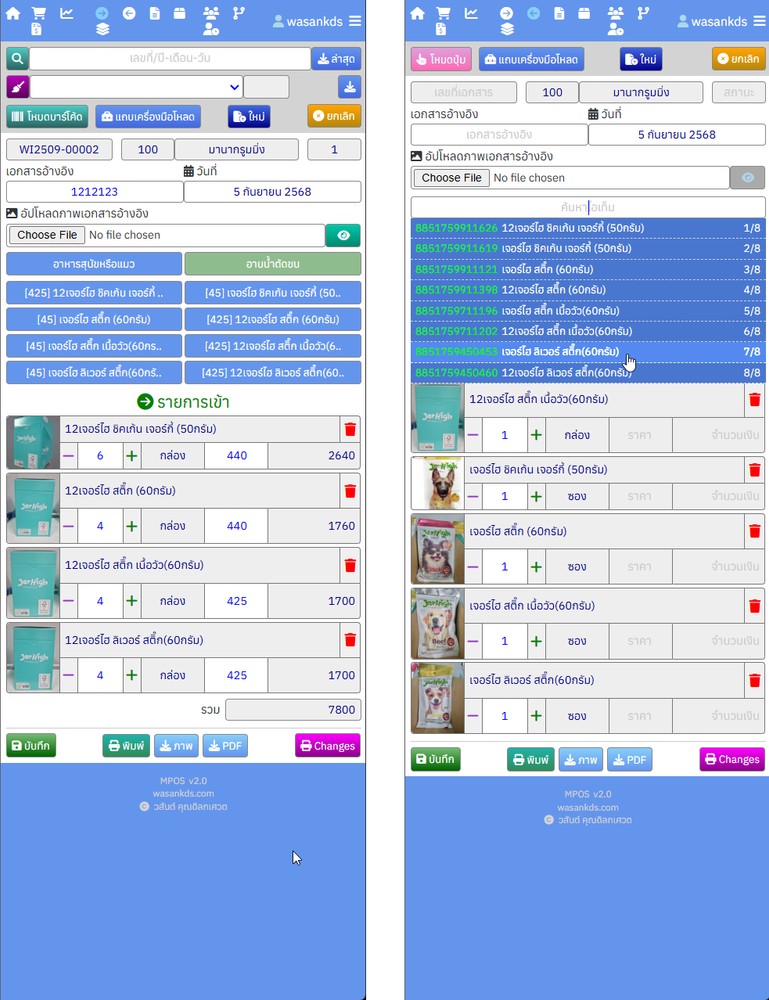 wasankds
เลขที่/ปี-เดือน-วัน
ล่าสุด
โหมดบาร์โค้ด
แถบเครื่องมือโหลด
ใหม่
ยกเลิก
WI2509-00002
100
มานากรูมมิ่ง
1
เอกสารอ้างอิง
วันที่
1212123
5 กันยายน 2568
อัปโหลดภาพเอกสารอ้างอิง
Choose File No file chosen
อาหารสุนัขหรือแมว
อาบน้ำตัดขน
[425] 12เจอร์ไฮ ชิคเก้น เจอร์กี้ ..
[45] เจอร์ไฮ ชิคเก้น เจอร์กี้ (50..
[45] เจอร์ไฮ สติ๊ก (60กรัม)
[425] 12เจอร์ไฮ สติ๊ก (60กรัม)
[45] เจอร์ไฮ สติ๊ก เนื้อวัว(60กร..
[425] 12เจอร์ไฮ สติ๊ก เนื้อวัว(6..
[45] เจอร์ไฮ ลิเวอร์ สติ๊ก(60กรั..
[425] 12เจอร์ไฮ ลิเวอร์ สติ๊ก(60..
รายการเข้า
12เจอร์ไฮ ชิคเก้น เจอร์กี้ (50กรัม)
6 กล่อง 440 2640
12เจอร์ไฮ สติ๊ก (60กรัม)
4 กล่อง 440 1760
12เจอร์ไฮ สติ๊ก เนื้อวัว(60กรัม)
4 กล่อง 425 1700
12เจอร์ไฮ ลิเวอร์ สติ๊ก(60กรัม)
4 กล่อง 425 1700
รวม 7800
บันทึก
พิมพ์
ภาพ
PDF
Changes
MPOS v2.0
wasankds.com
วสันต์ คุณดิลกเศวต
wasankds
โหมดปุ่ม
แถบเครื่องมือโหลด
ใหม่
ยกเลิก
เลขที่เอกสาร
100
มานากรูมมิ่ง
สถานะ
เอกสารอ้างอิง
วันที่
เอกสารอ้างอิง
5 กันยายน 2568
อัปโหลดภาพเอกสารอ้างอิง
Choose File No file chosen
ค้นหาไอเท็ม
8851759911626 12เจอร์ไฮ ชิคเก้น เจอร์กี้ (50กรัม) 1/8
8851759911619 เจอร์ไฮ ชิคเก้น เจอร์กี้ (50กรัม) 2/8
8851759911121 เจอร์ไฮ สติ๊ก (60กรัม) 3/8
8851759911398 12เจอร์ไฮ สติ๊ก (60กรัม) 4/8
8851759711196 เจอร์ไฮ สติ๊ก เนื้อวัว(60กรัม) 5/8
8851759711202 12เจอร์ไฮ สติ๊ก เนื้อวัว(60กรัม) 6/8
8851759450453 เจอร์ไฮ ลิเวอร์ สติ๊ก(60กรัม) 7/8
8851759450460 12เจอร์ไฮ ลิเวอร์ สติ๊ก(60กรัม) 8/8
12เจอร์ไฮ สติ๊ก เนื้อวัว(60กรัม)
1 กล่อง ราคา จำนวนเงิน
เจอร์ไฮ ชิคเก้น เจอร์กี้ (50กรัม)
1 ซอง ราคา จำนวนเงิน
เจอร์ไฮ สติ๊ก (60กรัม)
1 ซอง ราคา จำนวนเงิน
เจอร์ไฮ สติ๊ก เนื้อวัว(60กรัม)
1 ซอง ราคา จำนวนเงิน
เจอร์ไฮ ลิเวอร์ สติ๊ก(60กรัม)
1 ซอง ราคา จำนวนเงิน
บันทึก
พิมพ์
ภาพ
PDF
Changes
MPOS v2.0
wasankds.com
วสันต์ คุณดิลกเศวต